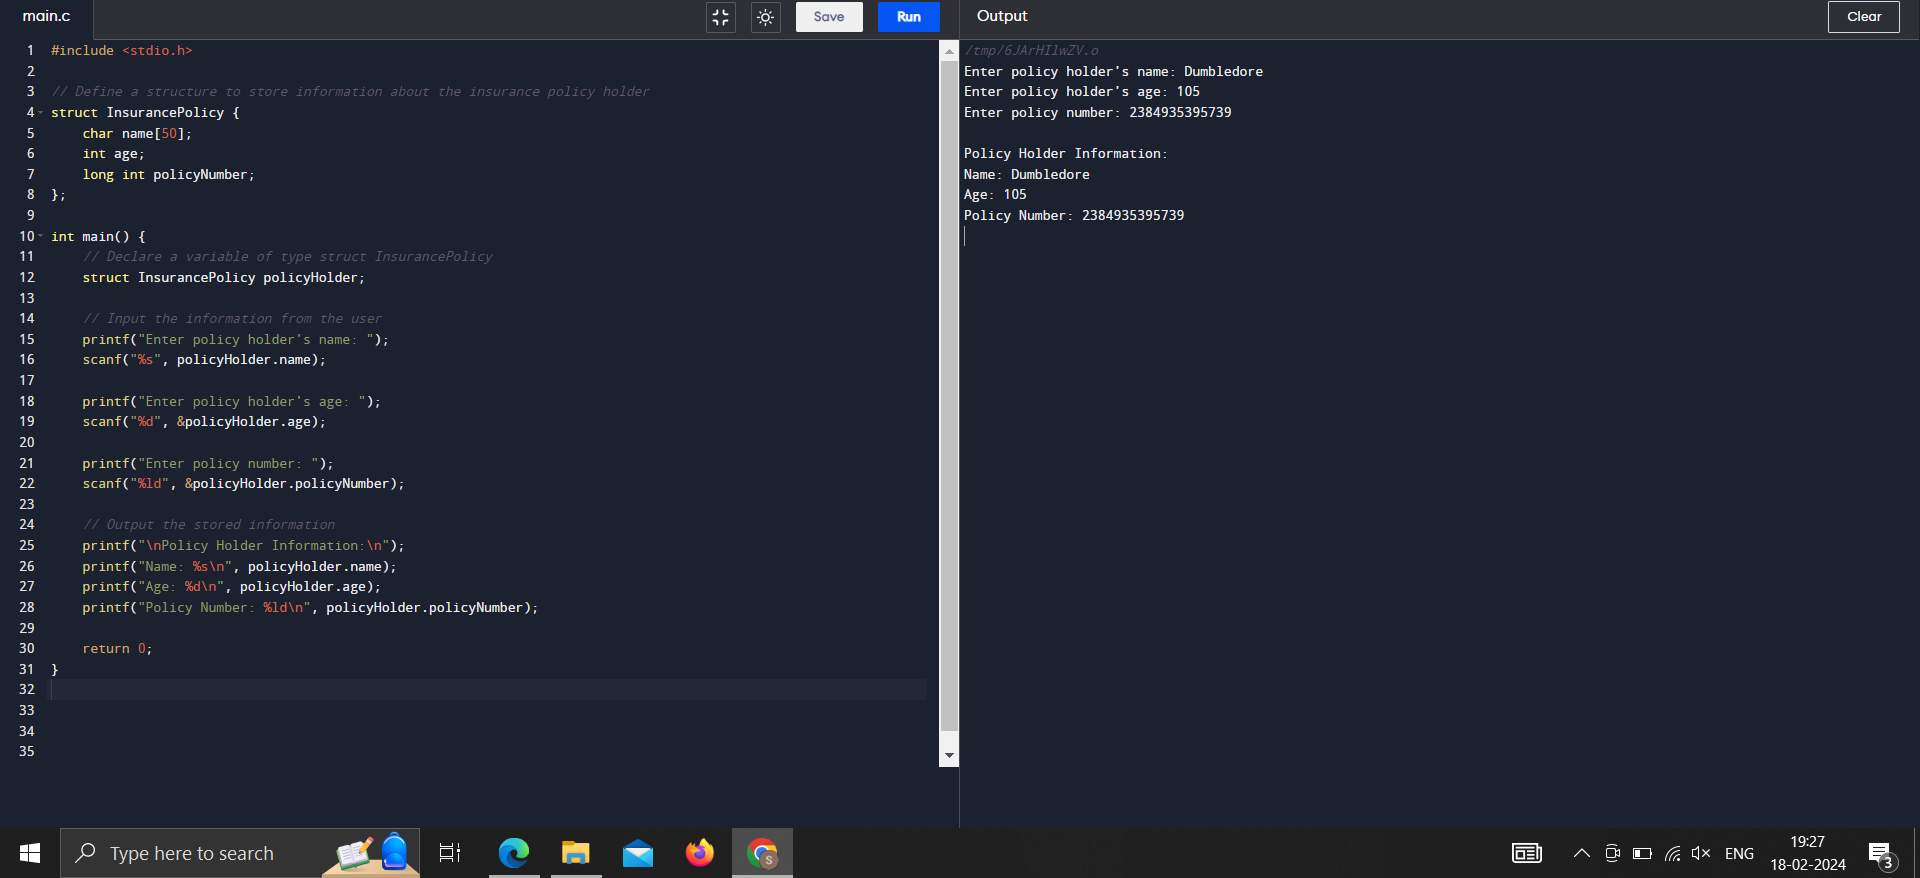 main.c
Save
Run
Output
Clear
1 #include <stdio.h>
2
3 // Define a structure to store information about the insurance policy holder
4 struct InsurancePolicy {
5     char name[50];
6     int age;
7     long int policyNumber;
8 };
9
10 int main() {
11     // Declare a variable of type struct InsurancePolicy
12     struct InsurancePolicy policyHolder;
13
14     // Input the information from the user
15     printf("Enter policy holder's name: ");
16     scanf("%s", policyHolder.name);
17
18     printf("Enter policy holder's age: ");
19     scanf("%d", &policyHolder.age);
20
21     printf("Enter policy number: ");
22     scanf("%ld", &policyHolder.policyNumber);
23
24     // Output the stored information
25     printf("\nPolicy Holder Information:\n");
26     printf("Name: %s\n", policyHolder.name);
27     printf("Age: %d\n", policyHolder.age);
28     printf("Policy Number: %ld\n", policyHolder.policyNumber);
29
30     return 0;
31 }
32
33
34
35
/tmp/6JArHIlwZV.o
Enter policy holder's name: Dumbledore
Enter policy holder's age: 105
Enter policy number: 2384935395739
Policy Holder Information:
Name: Dumbledore
Age: 105
Policy Number: 2384935395739
Type here to search
S
ENG
19:27
18-02-2024
3